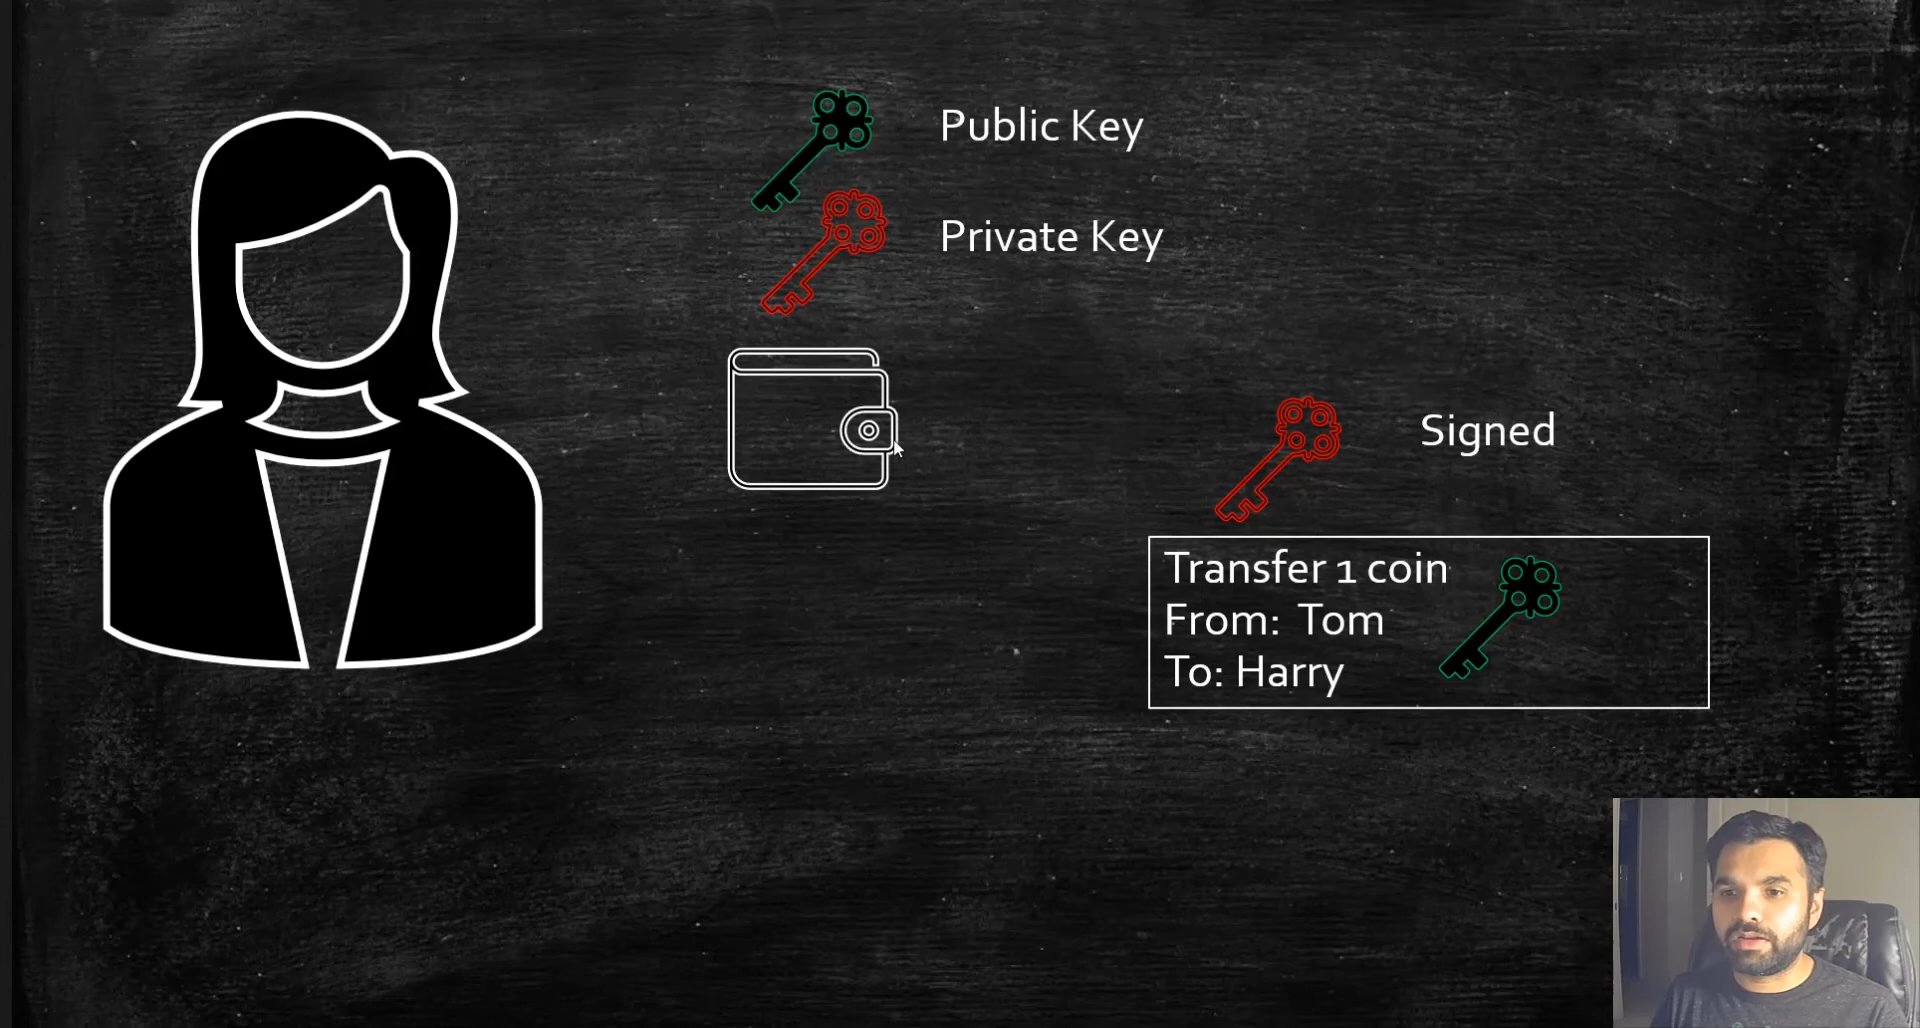 Public Key
Private Key
Signed
Transfer 1 coin
From: Tom
To: Harry